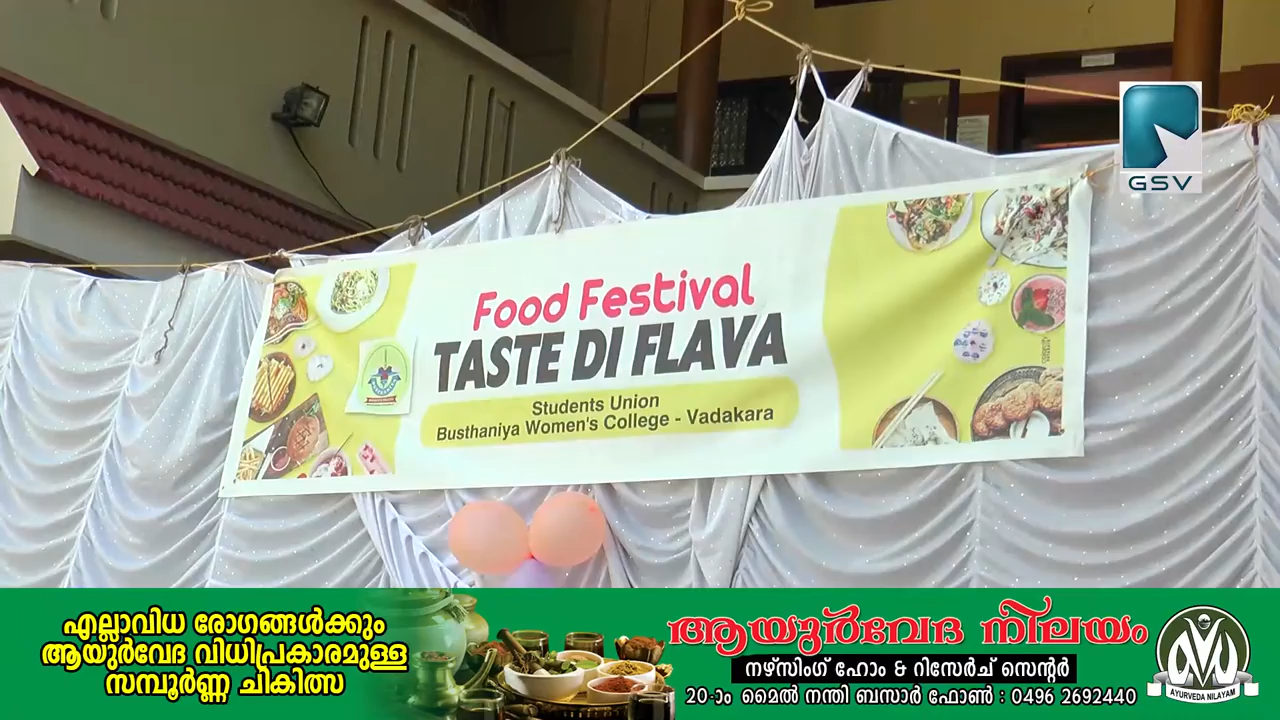 GSV
Food Festival
TASTE DI FLAVA
Students Union
Busthaniya Women's College - Vadakara
എല്ലാവിധ രോഗങ്ങൾക്കും
ആയുർവേദ വിധിപ്രകാരമുള്ള
സമ്പൂർണ്ണ ചികിത്സ
ആയുർവേദ നിലയം
നഴ്സിംഗ് ഹോം & റിസേർച് സെന്റർ
20-ാം മൈൽ നന്തി ബസാർ ഫോൺ : 0496 2692440
AYURVEDA NILAYAM